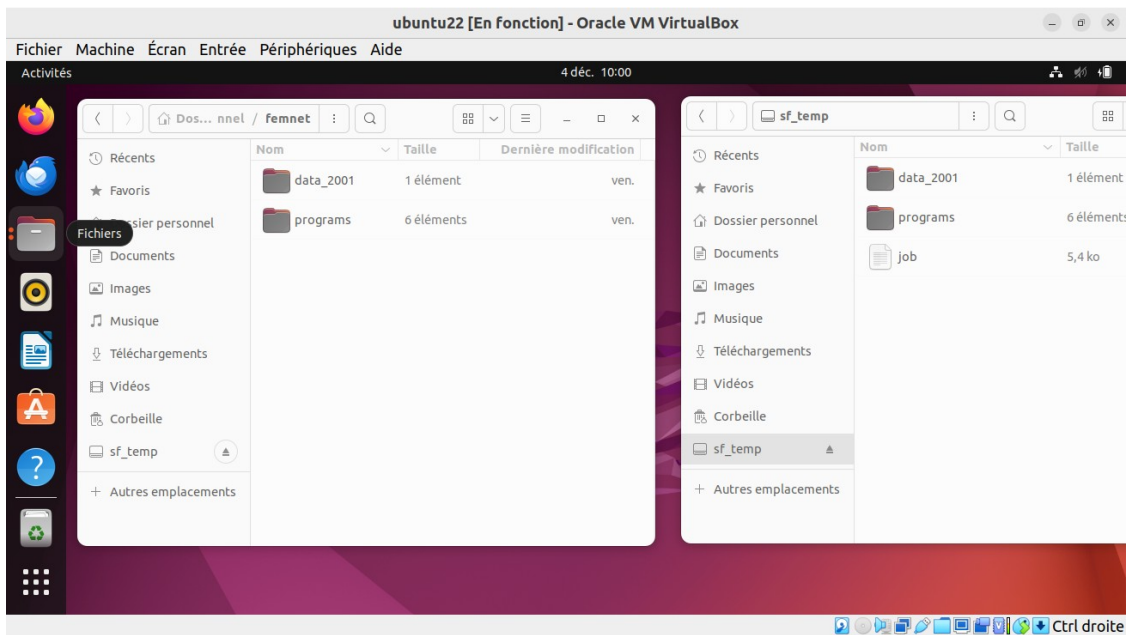 ubuntu22 [En fonction] - Oracle VM VirtualBox
Fichier Machine Écran Entrée Périphériques Aide
Activités
4 déc. 10:00
Dos... nnel / femnet
Nom Taille Dernière modification
data_2001 1 élément ven.
programs 6 éléments ven.
Récents
Favoris
Fichiers
ssier personnel
Documents
Images
Musique
Téléchargements
Vidéos
Corbeille
sf_temp
+ Autres emplacements
sf_temp
Nom Taille
data_2001 1 élément
programs 6 éléments
job 5,4 ko
Récents
Favoris
Dossier personnel
Documents
Images
Musique
Téléchargements
Vidéos
Corbeille
sf_temp
+ Autres emplacements
Ctrl droite